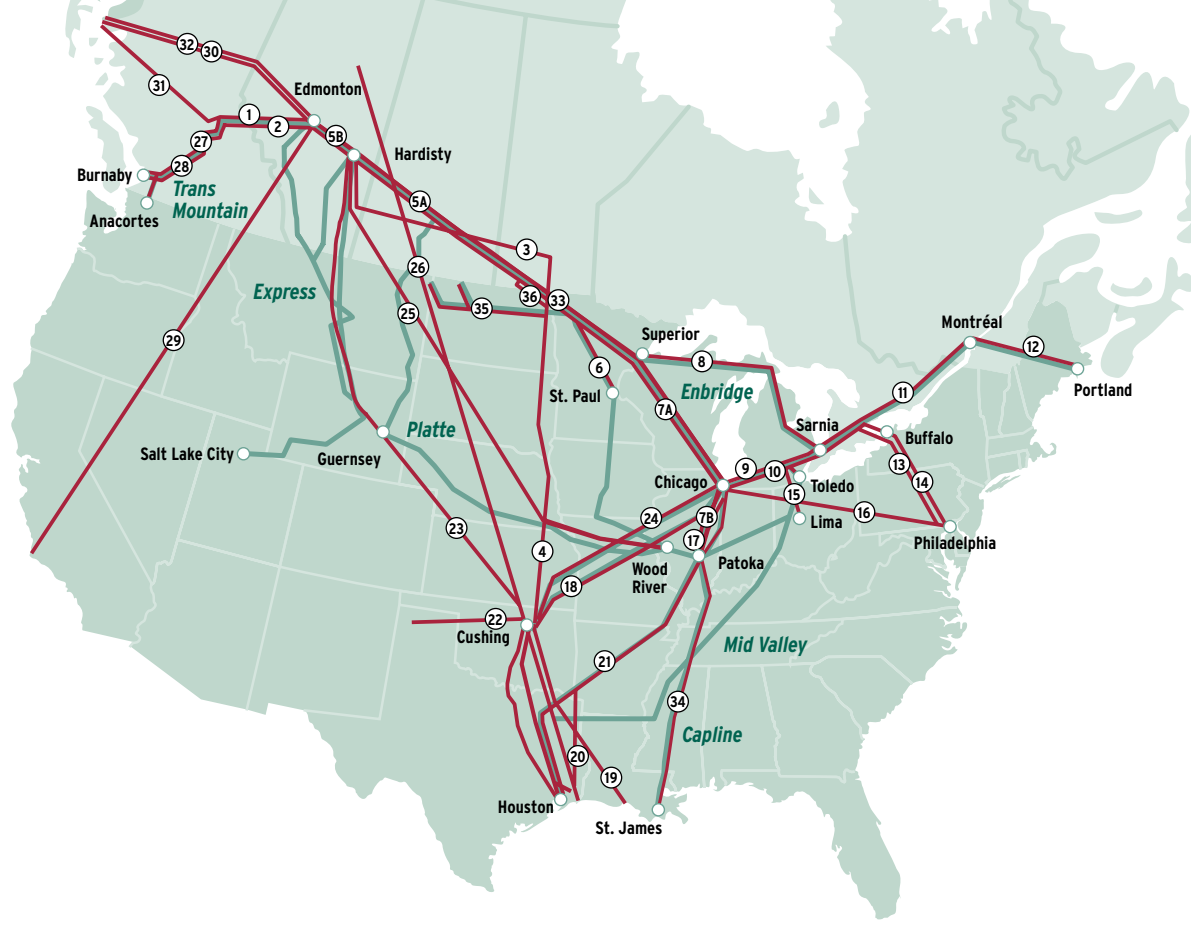 32
30
Edmonton
31
1
2
5B
27
Hardisty
28
Burnaby
Trans
Mountain
5A
Anacortes
3
26
Express
36
33
35
25
Superior
Montréal
29
8
12
6
Enbridge
Portland
St. Paul
11
7A
Sarnia
Platte
Buffalo
Salt Lake City
Guernsey
13
9
10
14
Chicago
Toledo
15
16
24
7B
Lima
23
17
Philadelphia
4
Wood
River
Patoka
18
22
Cushing
Mid Valley
21
34
Capline
20
19
Houston
St. James